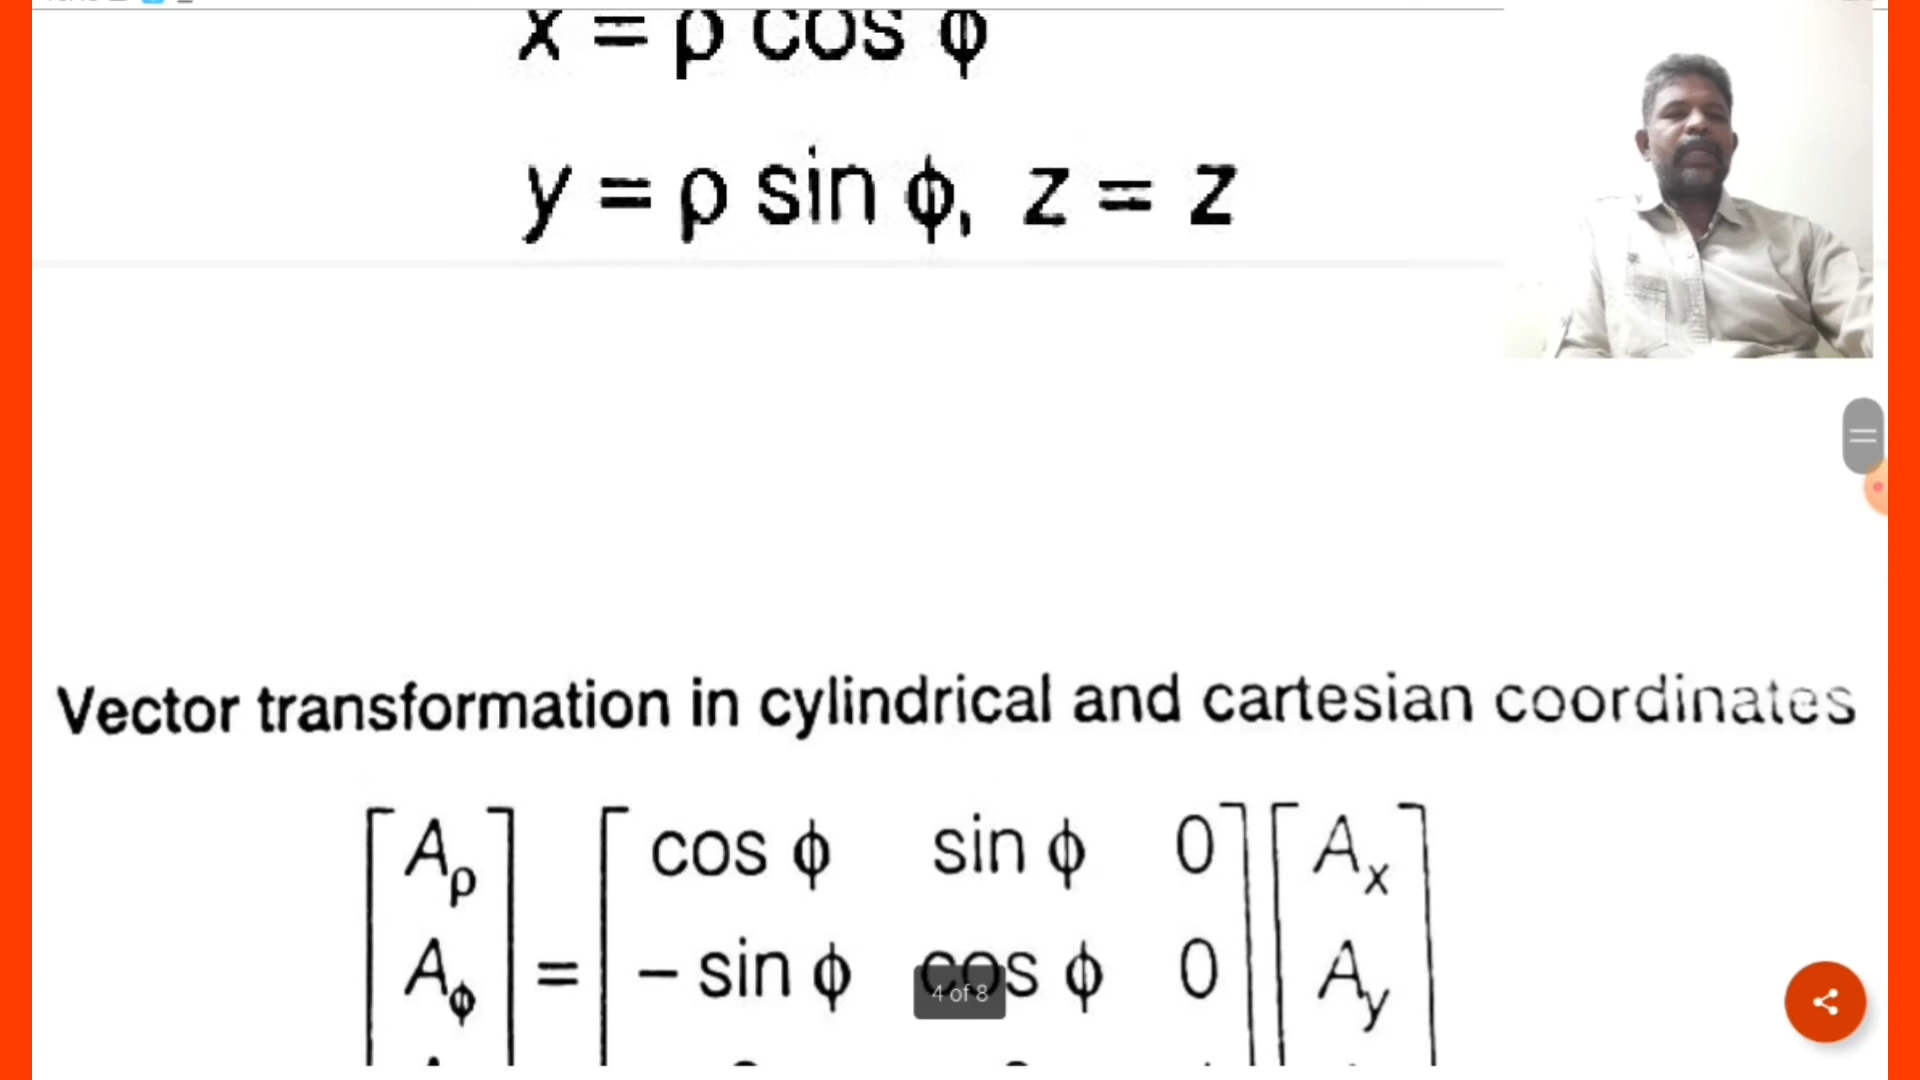 x = ρ cos ϕ
y = ρ sin ϕ, z = z
Vector transformation in cylindrical and cartesian coordinates
[ Aρ ] [ cos ϕ sin ϕ 0 ] [ Ax ]
[ Aϕ ] = [ − sin ϕ cos ϕ 0 ] [ Ay ]
4 of 8